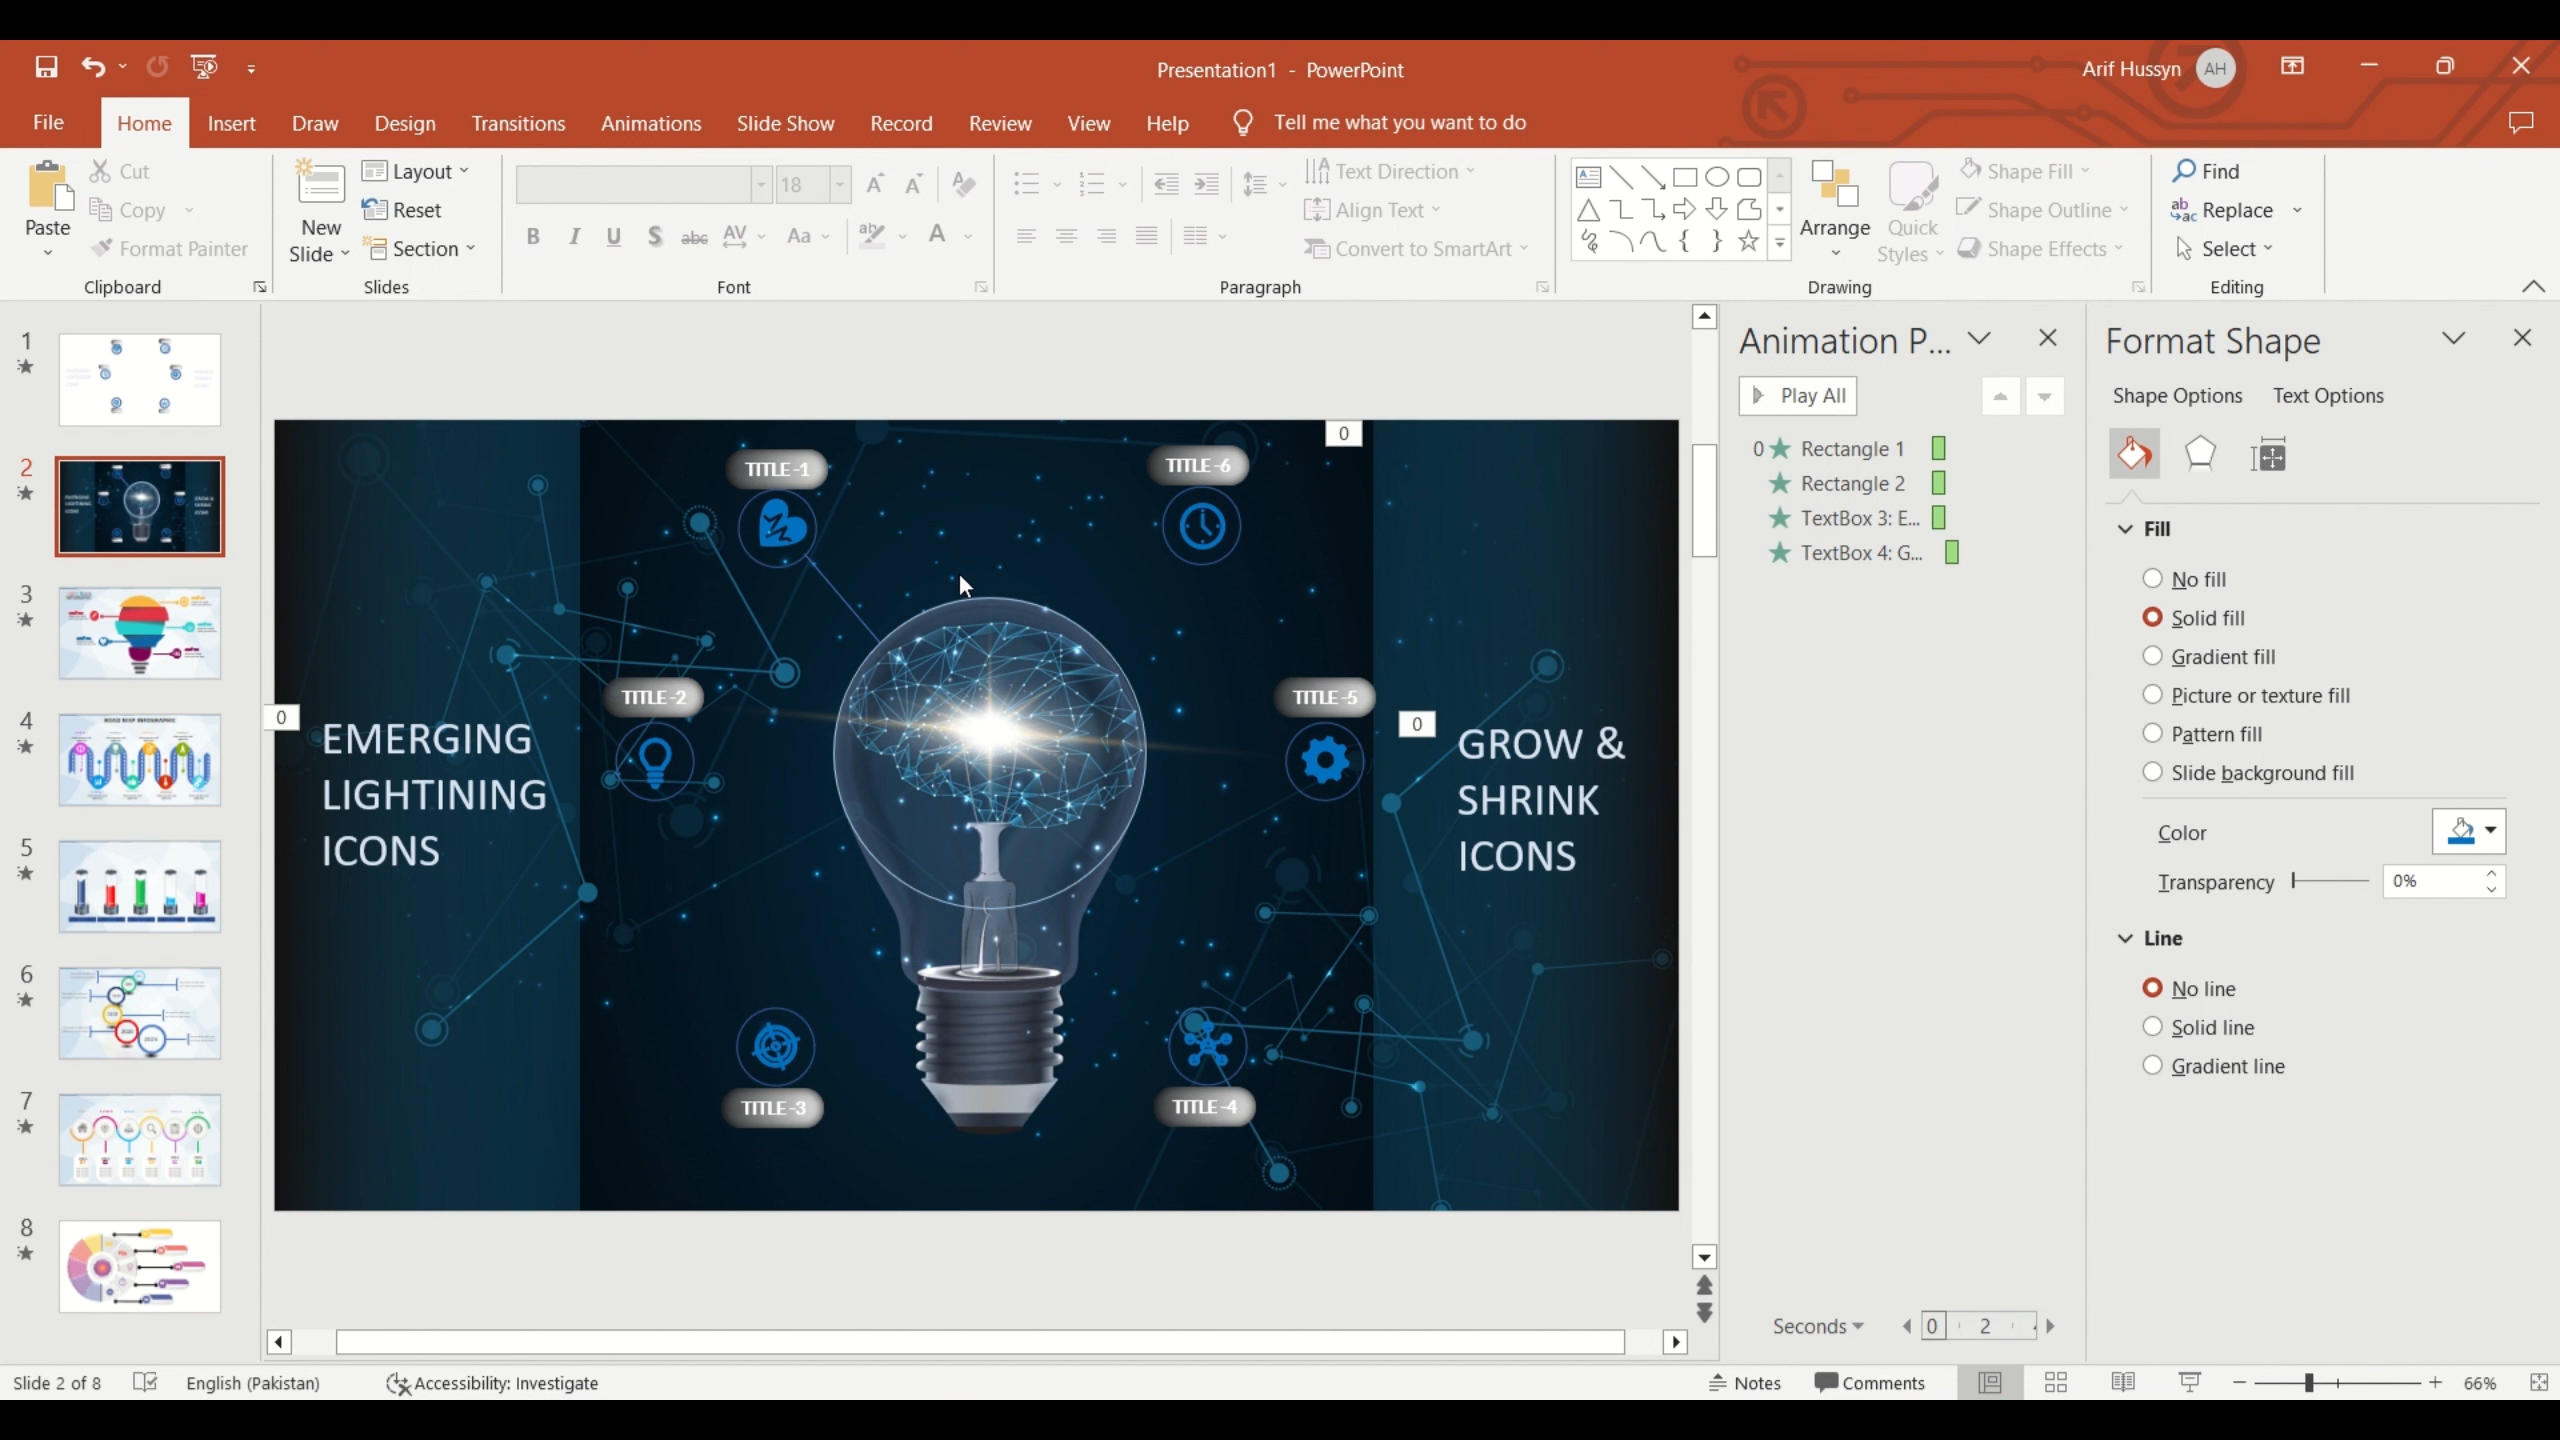 Presentation1 - PowerPoint
Arif Hussyn
AH
File
Home
Insert
Draw
Design
Transitions
Animations
Slide Show
Record
Review
View
Help
Tell me what you want to do
Paste
Cut
Copy
Format Painter
Clipboard
New
Slide
Layout
Reset
Section
Slides
18
B I U S abc AV Aa A
Font
Text Direction
Align Text
Convert to SmartArt
Paragraph
Arrange
Quick
Styles
Shape Fill
Shape Outline
Shape Effects
Drawing
Find
Replace
Select
Editing
1
2
3
4
5
6
7
8
0
0
0
TITLE-1
TITLE-6
TITLE-2
TITLE-5
TITLE-3
TITLE-4
EMERGING
LIGHTINING
ICONS
GROW &
SHRINK
ICONS
Animation P...
Play All
0 Rectangle 1
Rectangle 2
TextBox 3: E...
TextBox 4: G...
Seconds
0 2
Format Shape
Shape Options
Text Options
Fill
No fill
Solid fill
Gradient fill
Picture or texture fill
Pattern fill
Slide background fill
Color
Transparency
0%
Line
No line
Solid line
Gradient line
Slide 2 of 8
English (Pakistan)
Accessibility: Investigate
Notes
Comments
66%